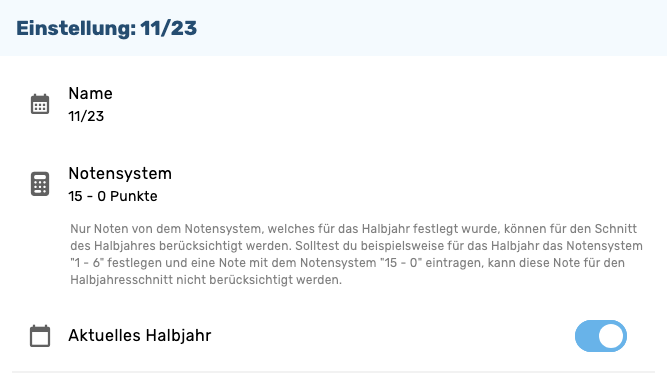 Einstellung: 11/23
Name
11/23
Notensystem
15 - 0 Punkte
Nur Noten von dem Notensystem, welches für das Halbjahr festlegt wurde, können für den Schnitt
des Halbjahres berücksichtigt werden. Solltest du beispielsweise für das Halbjahr das Notensystem
"1 - 6" festlegen und eine Note mit dem Notensystem "15 - 0" eintragen, kann diese Note für den
Halbjahresschnitt nicht berücksichtigt werden.
Aktuelles Halbjahr